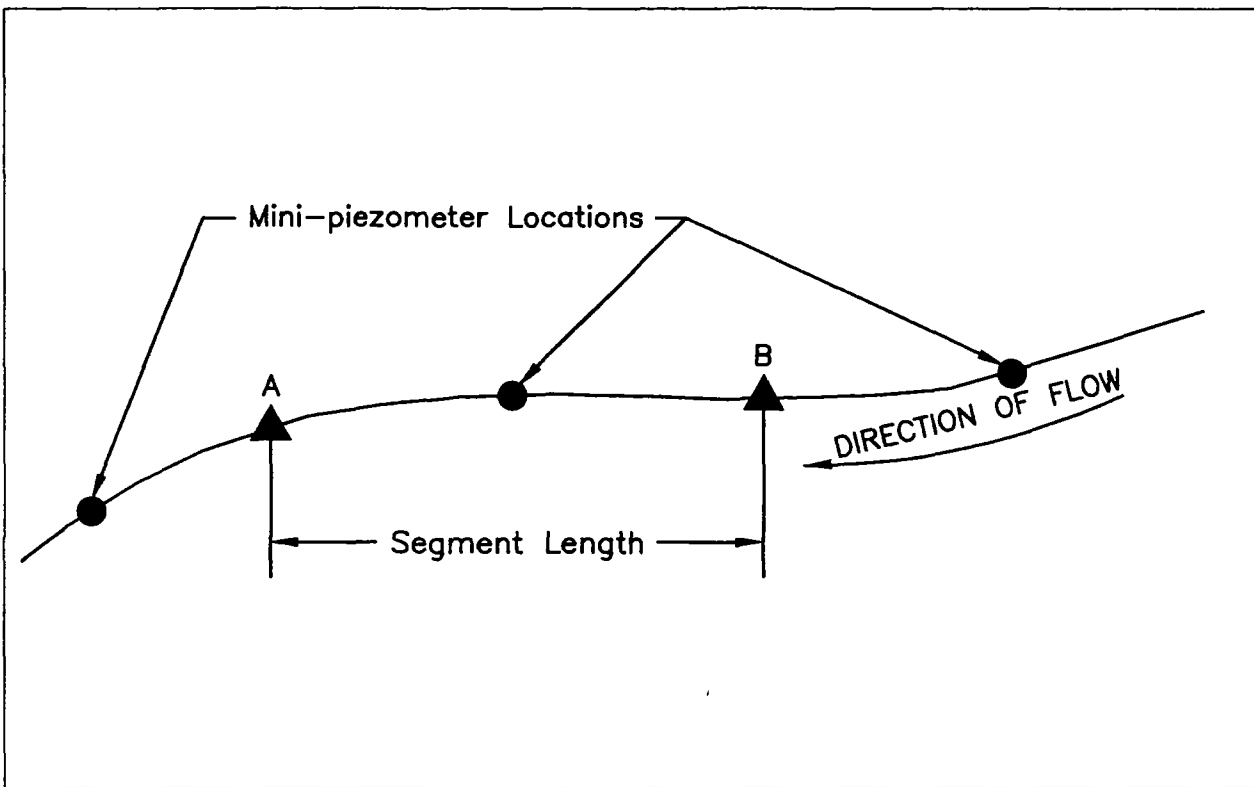 Mini-piezometer Locations
A
B
DIRECTION OF FLOW
Segment Length